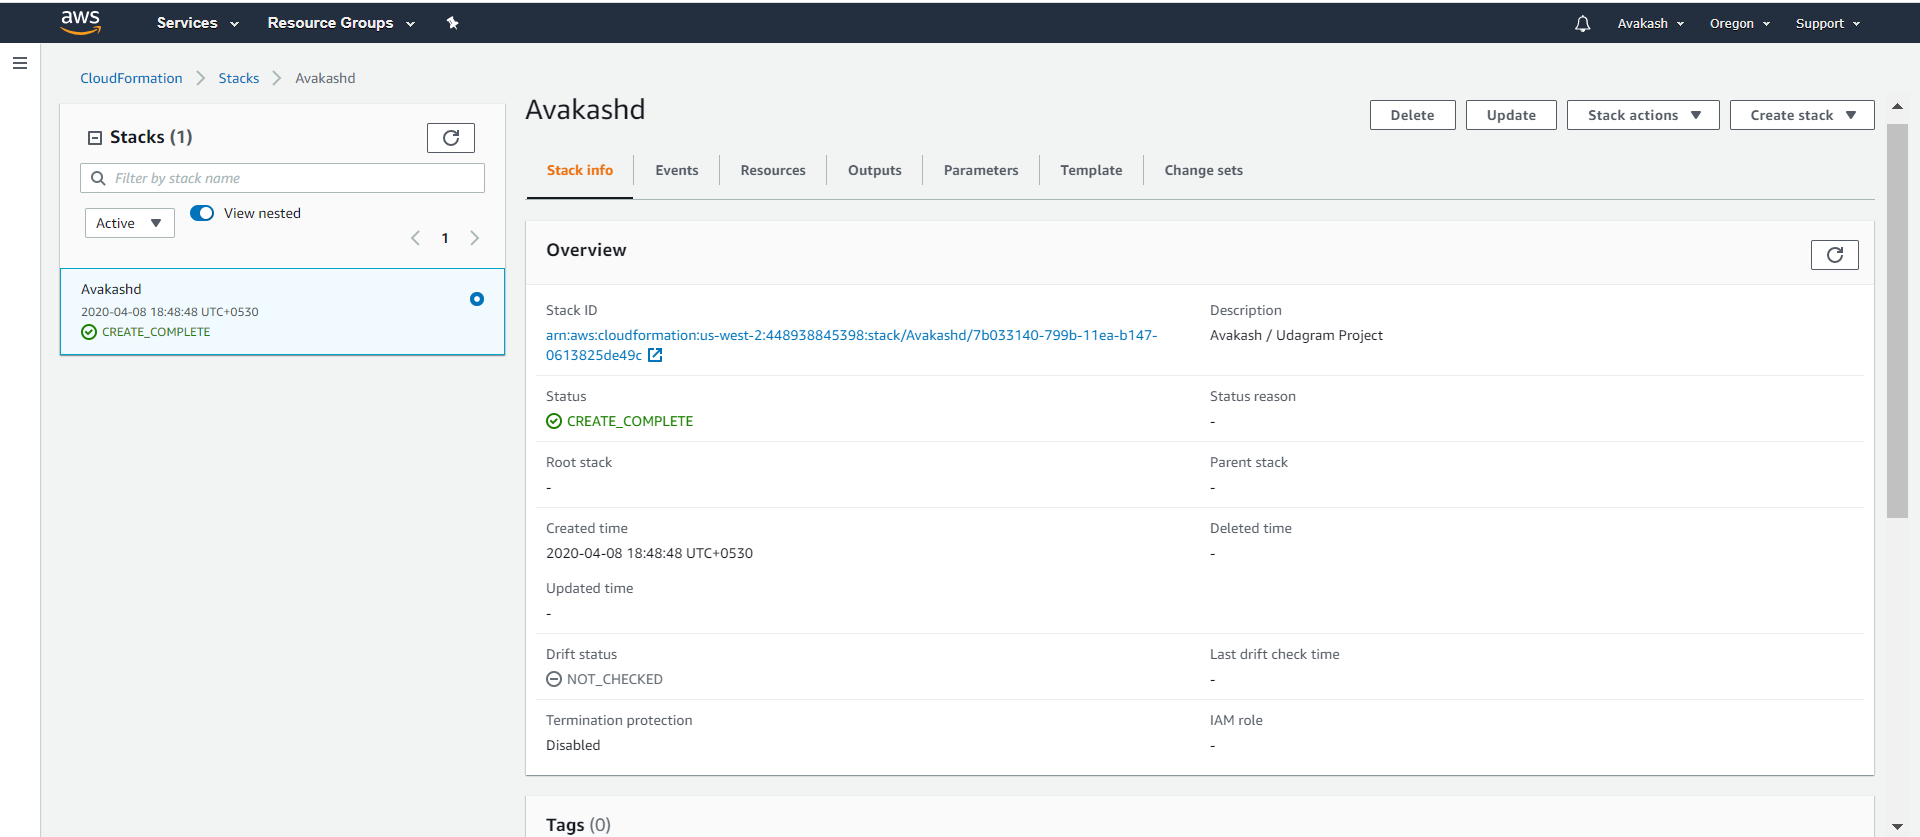 aws Services Resource Groups Avakash Oregon Support
CloudFormation Stacks Avakashd
Stacks (1)
Filter by stack name
Active View nested
1
Avakashd
2020-04-08 18:48:48 UTC+0530
CREATE_COMPLETE
Avakashd
Delete Update Stack actions Create stack
Stack info Events Resources Outputs Parameters Template Change sets
Overview
Stack ID
arn:aws:cloudformation:us-west-2:448938845398:stack/Avakashd/7b033140-799b-11ea-b147-
0613825de49c
Description
Avakash / Udagram Project
Status
CREATE_COMPLETE
Status reason
-
Root stack
-
Parent stack
-
Created time
2020-04-08 18:48:48 UTC+0530
Deleted time
-
Updated time
-
Drift status
NOT_CHECKED
Last drift check time
-
Termination protection
Disabled
IAM role
-
Tags (0)